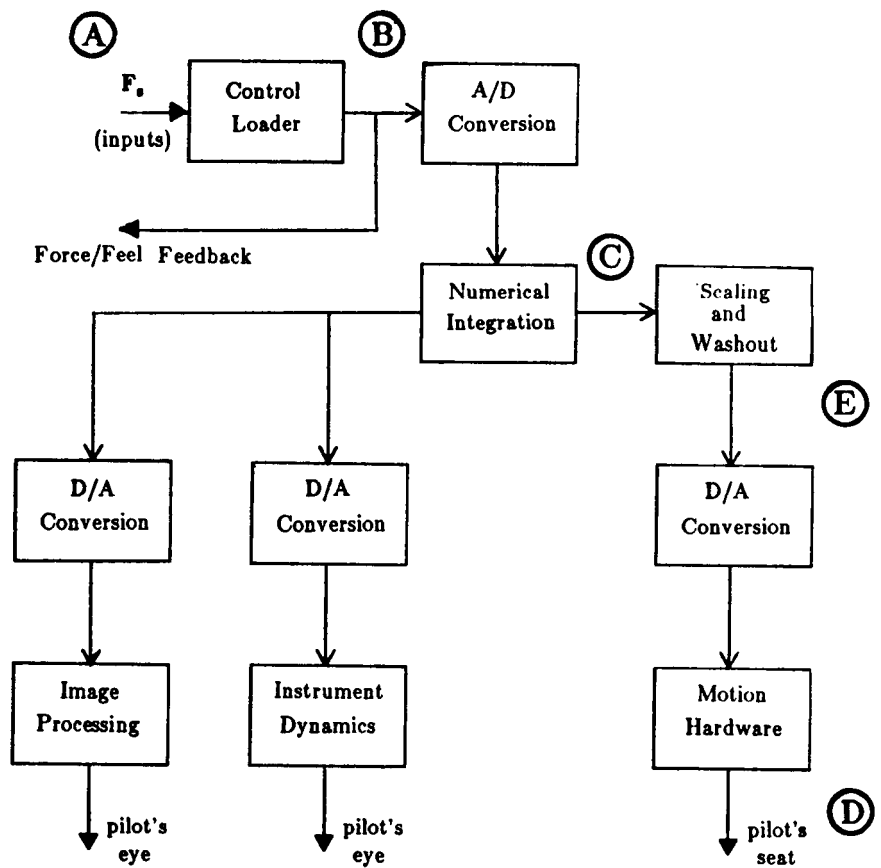 A
B
F_s
(inputs)
Control
Loader
A/D
Conversion
Force/Feel Feedback
C
Numerical
Integration
Scaling
and
Washout
E
D/A
Conversion
D/A
Conversion
D/A
Conversion
Image
Processing
Instrument
Dynamics
Motion
Hardware
D
pilot's
eye
pilot's
eye
pilot's
seat